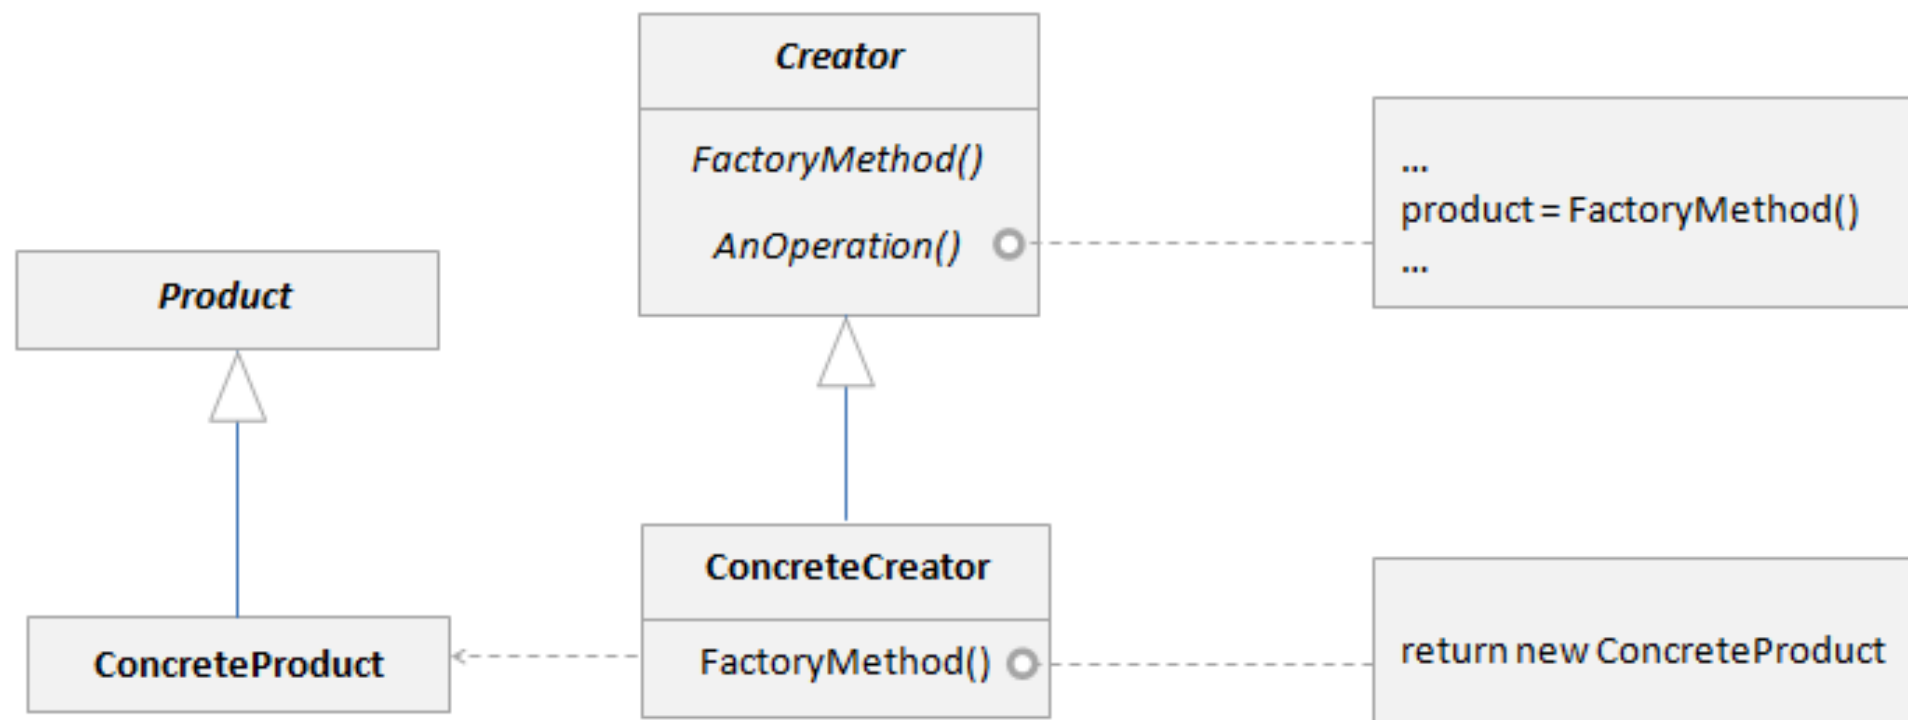 Creator
FactoryMethod()
AnOperation()
...
product = FactoryMethod()
...
Product
ConcreteCreator
FactoryMethod()
return new ConcreteProduct
ConcreteProduct